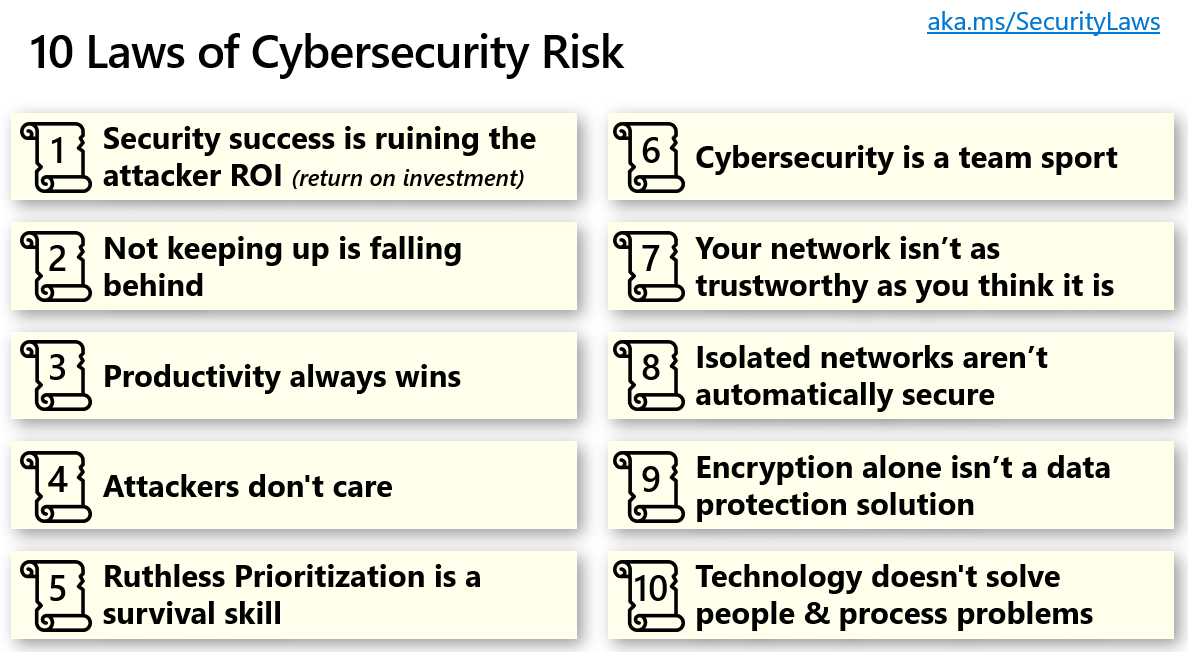 aka.ms/SecurityLaws
10 Laws of Cybersecurity Risk
1
Security success is ruining the
attacker ROI (return on investment)
2
Not keeping up is falling
behind
3
Productivity always wins
4
Attackers don't care
5
Ruthless Prioritization is a
survival skill
6
Cybersecurity is a team sport
7
Your network isn’t as
trustworthy as you think it is
8
Isolated networks aren’t
automatically secure
9
Encryption alone isn’t a data
protection solution
10
Technology doesn't solve
people & process problems